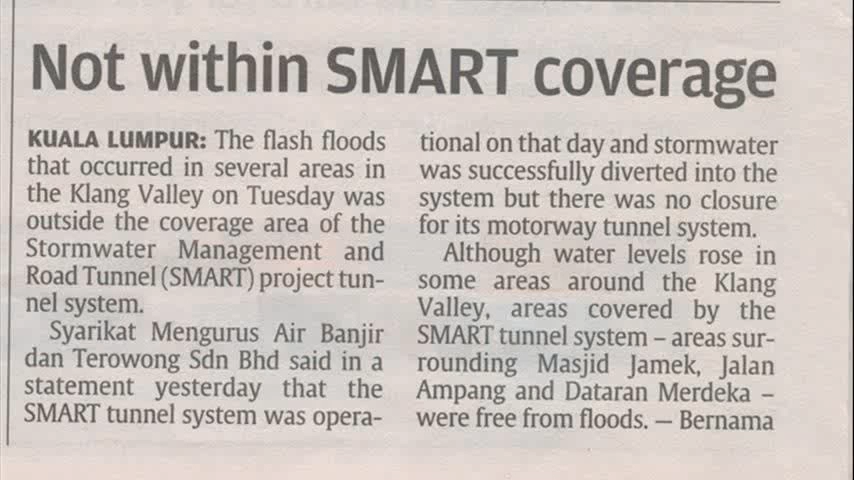 Not within SMART coverage
KUALA LUMPUR: The flash floods
that occurred in several areas in
the Klang Valley on Tuesday was
outside the coverage area of the
Stormwater Management and
Road Tunnel (SMART) project tun-
nel system.
Syarikat Mengurus Air Banjir
dan Terowong Sdn Bhd said in a
statement yesterday that the
SMART tunnel system was opera-
tional on that day and stormwater
was successfully diverted into the
system but there was no closure
for its motorway tunnel system.
Although water levels rose in
some areas around the Klang
Valley, areas covered by the
SMART tunnel system – areas sur-
rounding Masjid Jamek, Jalan
Ampang and Dataran Merdeka –
were free from floods. — Bernama